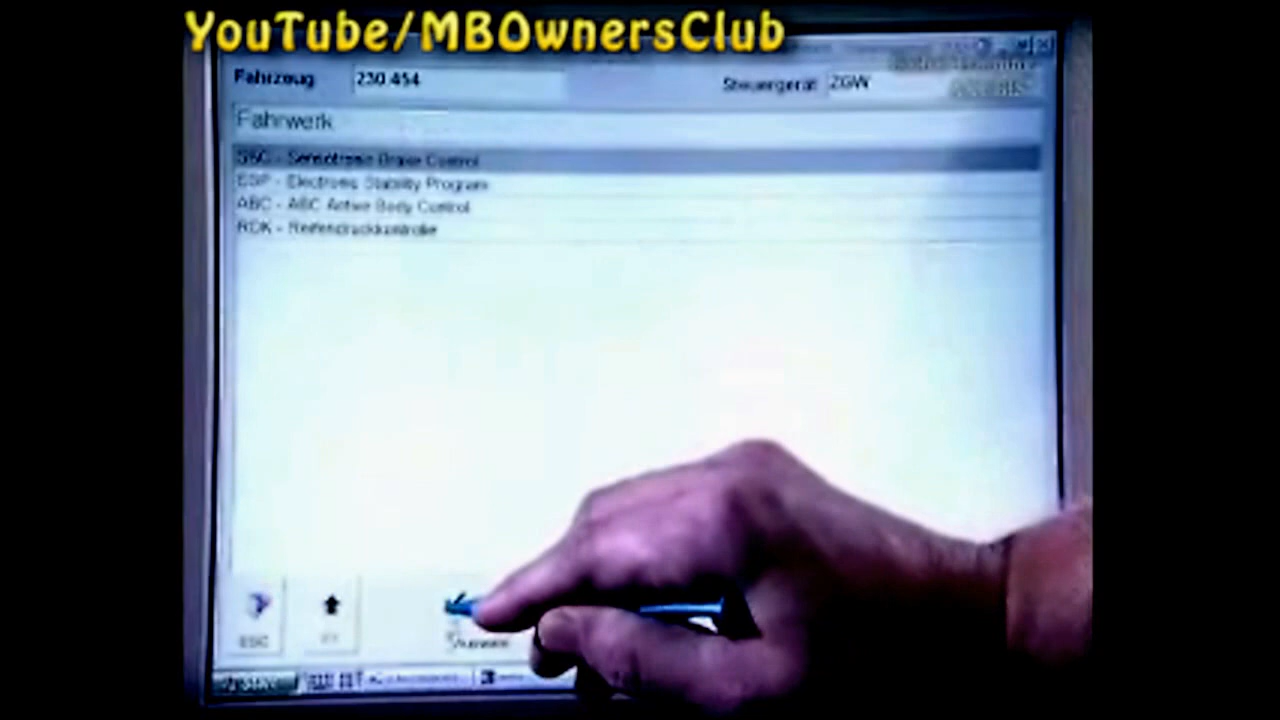 YouTube/MBOwnersClub
Fahrzeug 230.454 Steuergerät ZGW
Fahrwerk
SBC - Sensotronic Brake Control
ESP - Electronic Stability Program
ABC - ABC Active Body Control
RDK - Reifendruckkontrolle
ESC